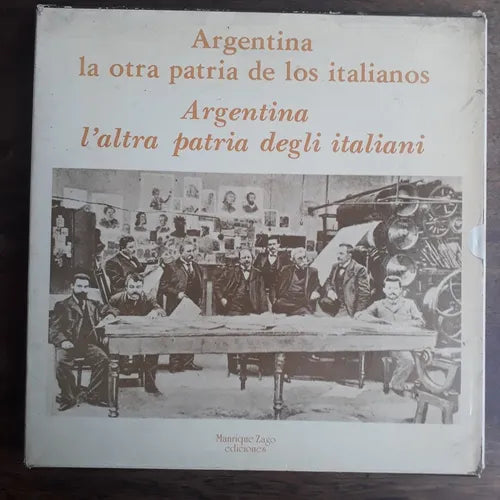 Argentina
la otra patria de los italianos
Argentina
l'altra patria degli italiani
Manrique Zago
ediciones